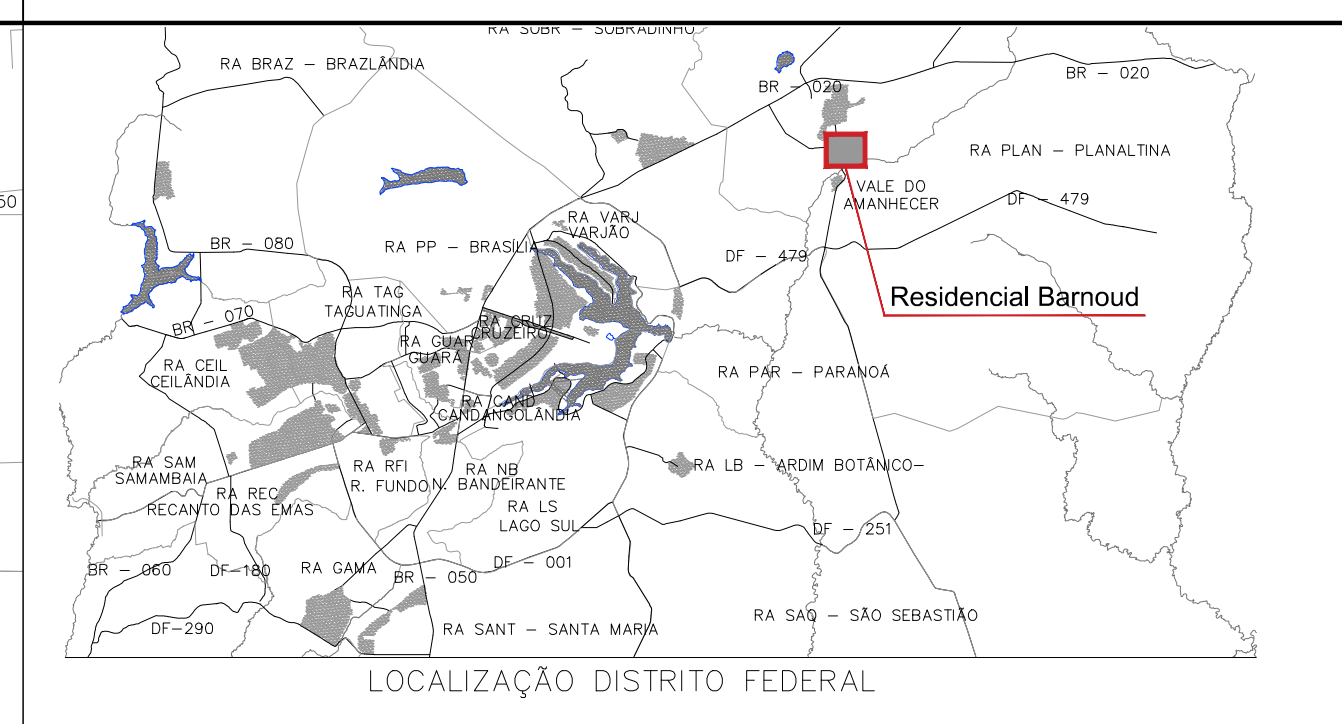 RA SOBR – SOBRADINHO
RA BRAZ – BRAZLÂNDIA
BR – 020
BR – 020
RA PLAN – PLANALTINA
VALE DO
AMANHECER
DF – 479
50
RA VARJ
VARJÃO
BR – 080
RA PP – BRASÍLIA
DF – 479
RA TAG
TAGUATINGA
Residencial Barnoud
BR – 070
RA CRUZ
CRUZEIRO
RA GUAR
GUARÁ
RA CEIL
CEILÂNDIA
RA PAR – PARANOÁ
RA CAND
CANDANGOLÂNDIA
RA SAM
SAMAMBAIA
RA RFI
R. FUNDO
RA NB
N. BANDEIRANTE
RA LB – ARDIM BOTÂNICO–
RA REC
RECANTO DAS EMAS
RA LS
LAGO SUL
DF – 251
BR – 060
DF–180
RA GAMA
BR – 050
DF – 001
DF–290
RA SANT – SANTA MARIA
RA SAQ – SÃO SEBASTIÃO
LOCALIZAÇÃO DISTRITO FEDERAL